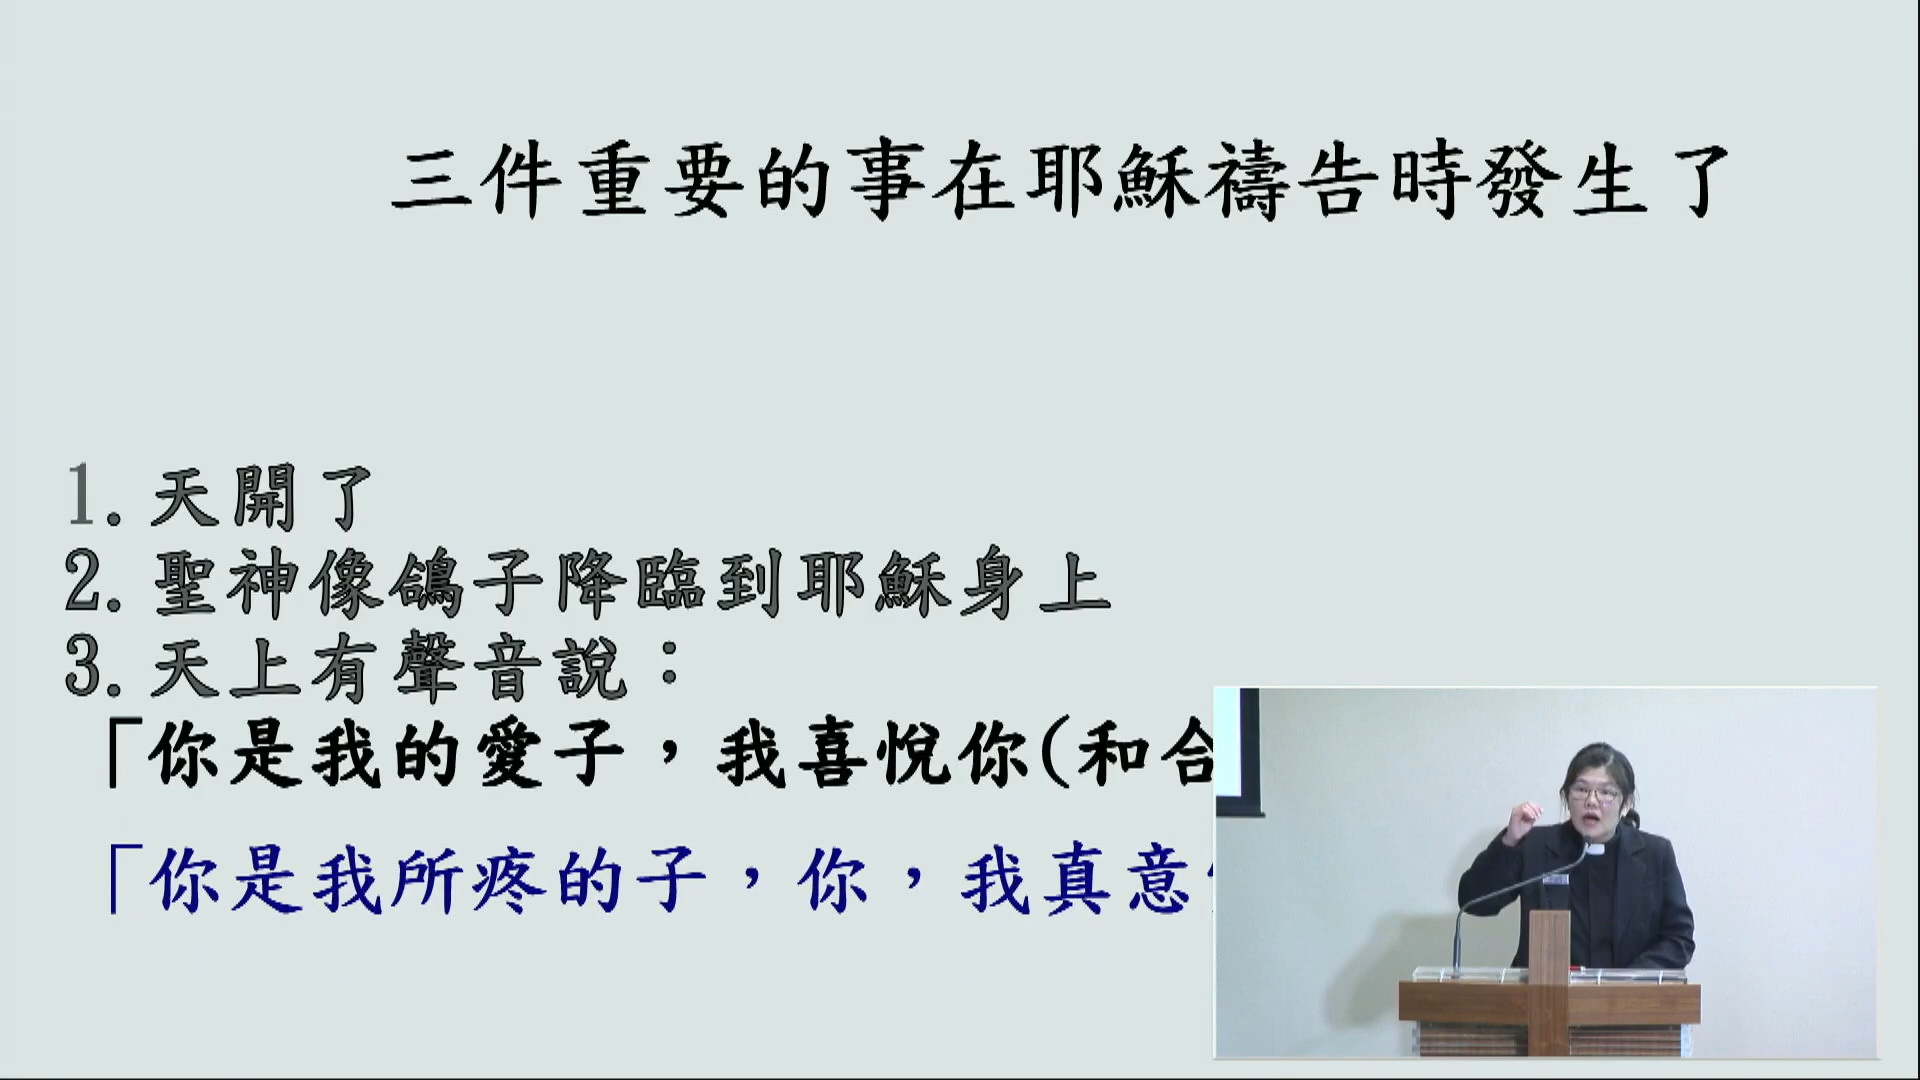 三件重要的事在耶穌禱告時發生了
1.天開了
2.聖神像鴿子降臨到耶穌身上
3.天上有聲音說：
「你是我的愛子，我喜悅你(和合
「你是我所疼的子，你，我真意